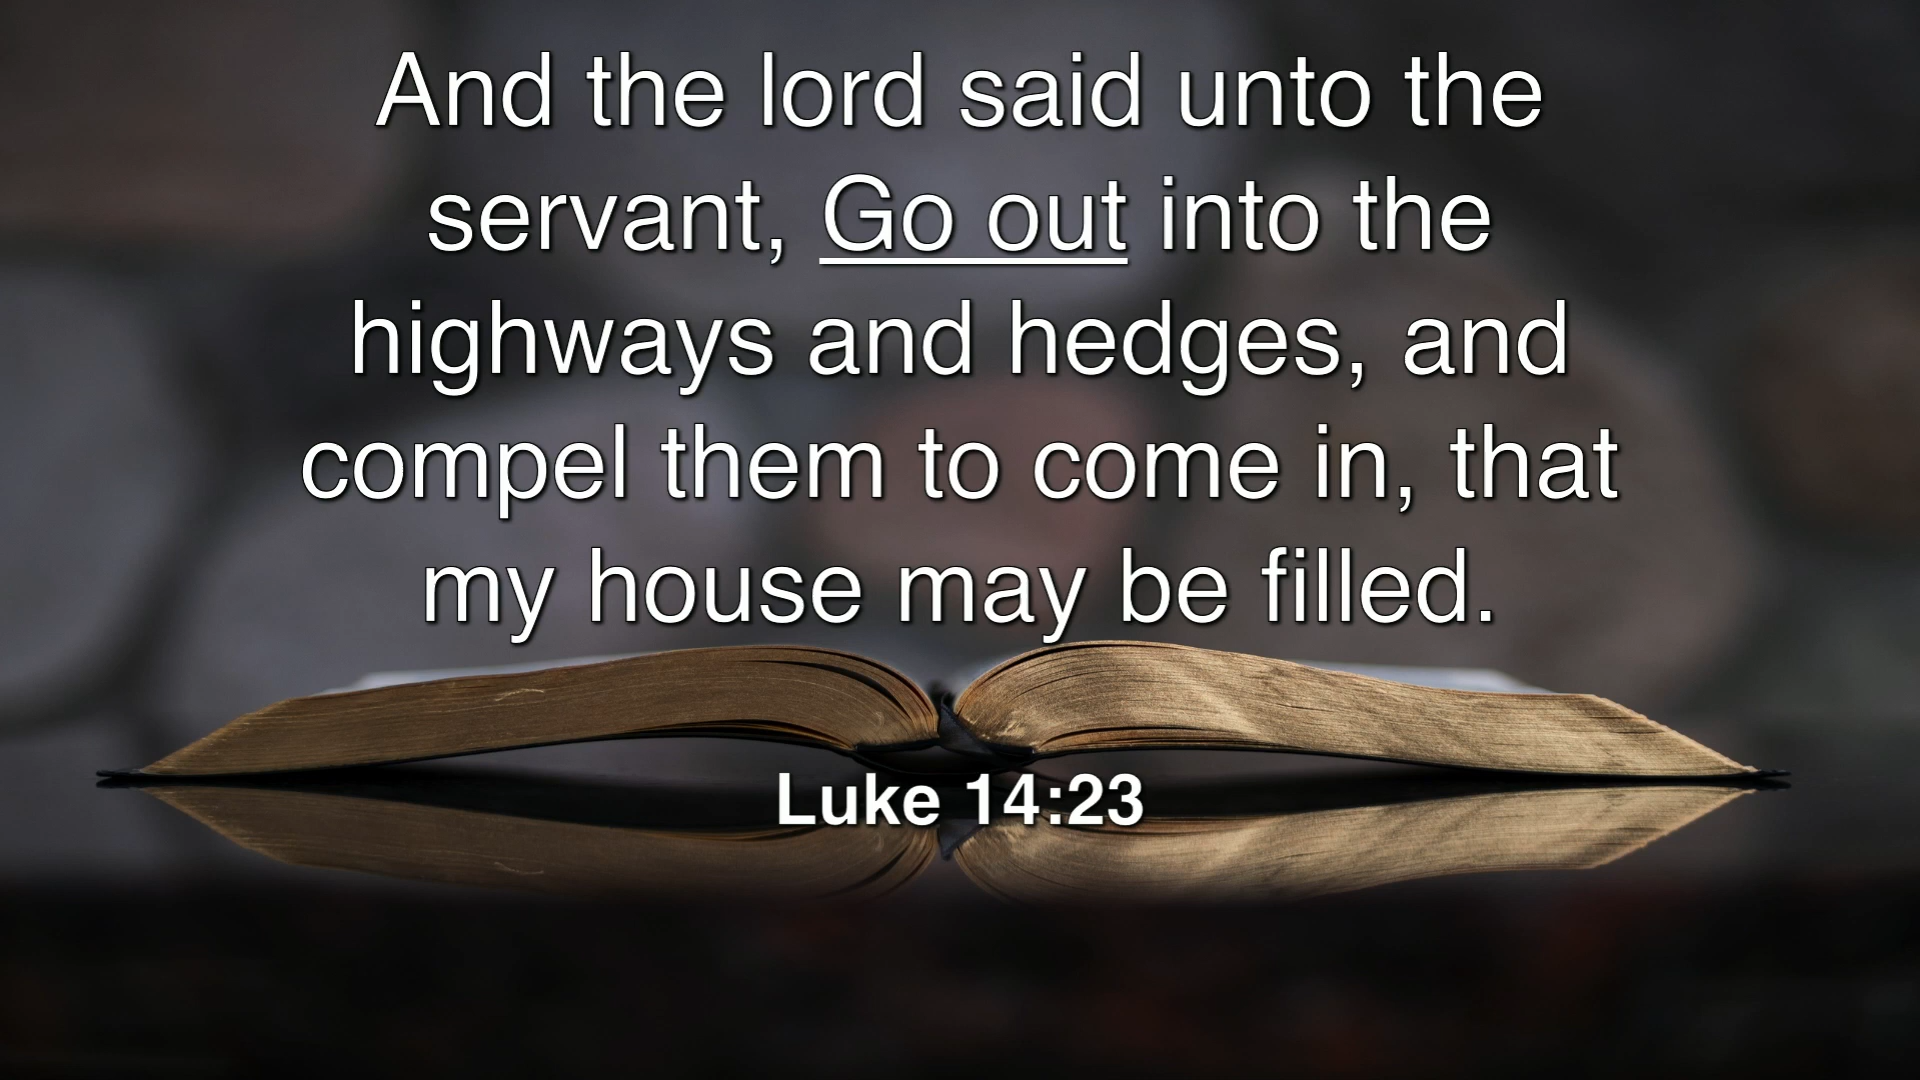 And the lord said unto the
servant, Go out into the
highways and hedges, and
compel them to come in, that
my house may be filled.
Luke 14:23